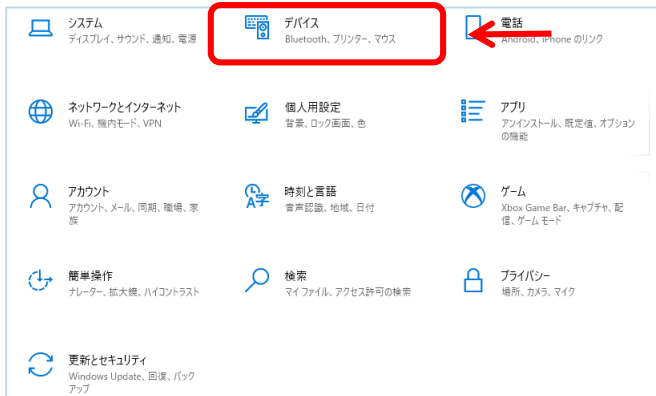 システム
ディスプレイ、サウンド、通知、電源
デバイス
Bluetooth、プリンター、マウス
電話
Android、iPhone のリンク
ネットワークとインターネット
Wi-Fi、機内モード、VPN
個人用設定
背景、ロック画面、色
アプリ
アンインストール、既定値、オプション
の機能
アカウント
アカウント、メール、同期、職場、家
族
時刻と言語
音声認識、地域、日付
ゲーム
Xbox Game Bar、キャプチャ、配
信、ゲーム モード
簡単操作
ナレーター、拡大鏡、ハイコントラスト
検索
マイ ファイル、アクセス許可の検索
プライバシー
場所、カメラ、マイク
更新とセキュリティ
Windows Update、回復、バック
アップ